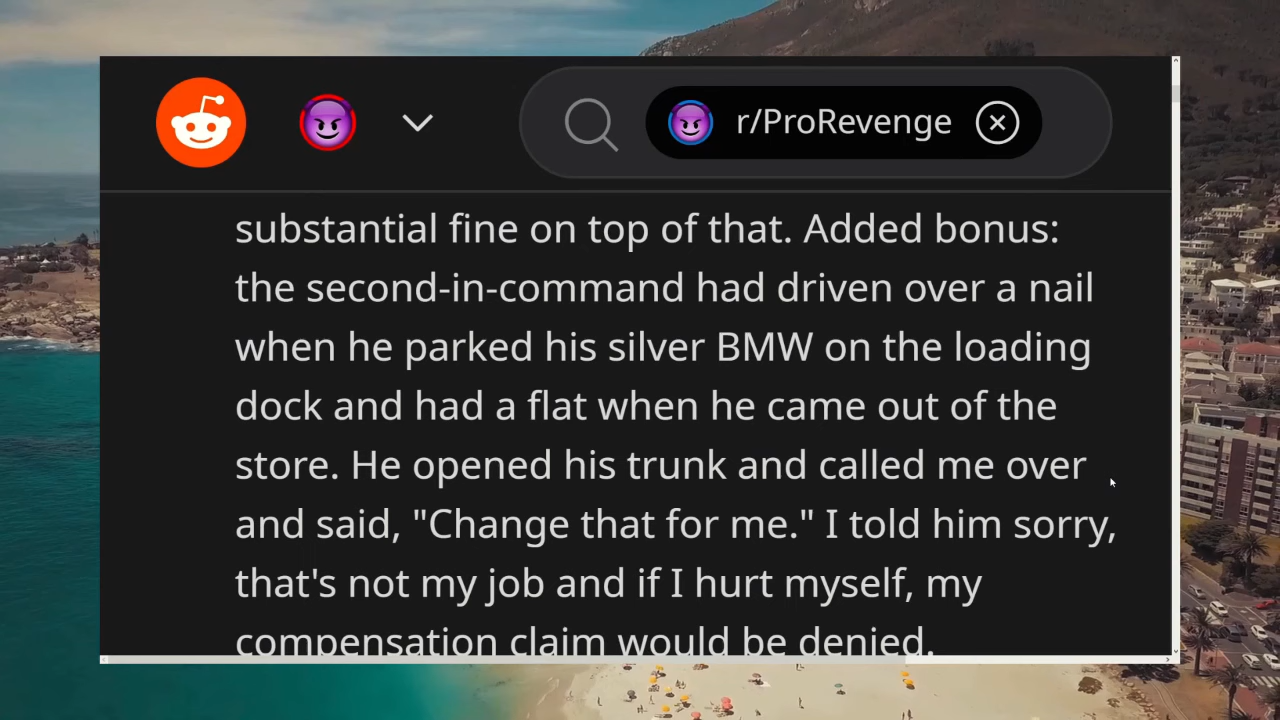 r/ProRevenge
substantial fine on top of that. Added bonus:
the second-in-command had driven over a nail
when he parked his silver BMW on the loading
dock and had a flat when he came out of the
store. He opened his trunk and called me over
and said, "Change that for me." I told him sorry,
that's not my job and if I hurt myself, my
compensation claim would be denied.